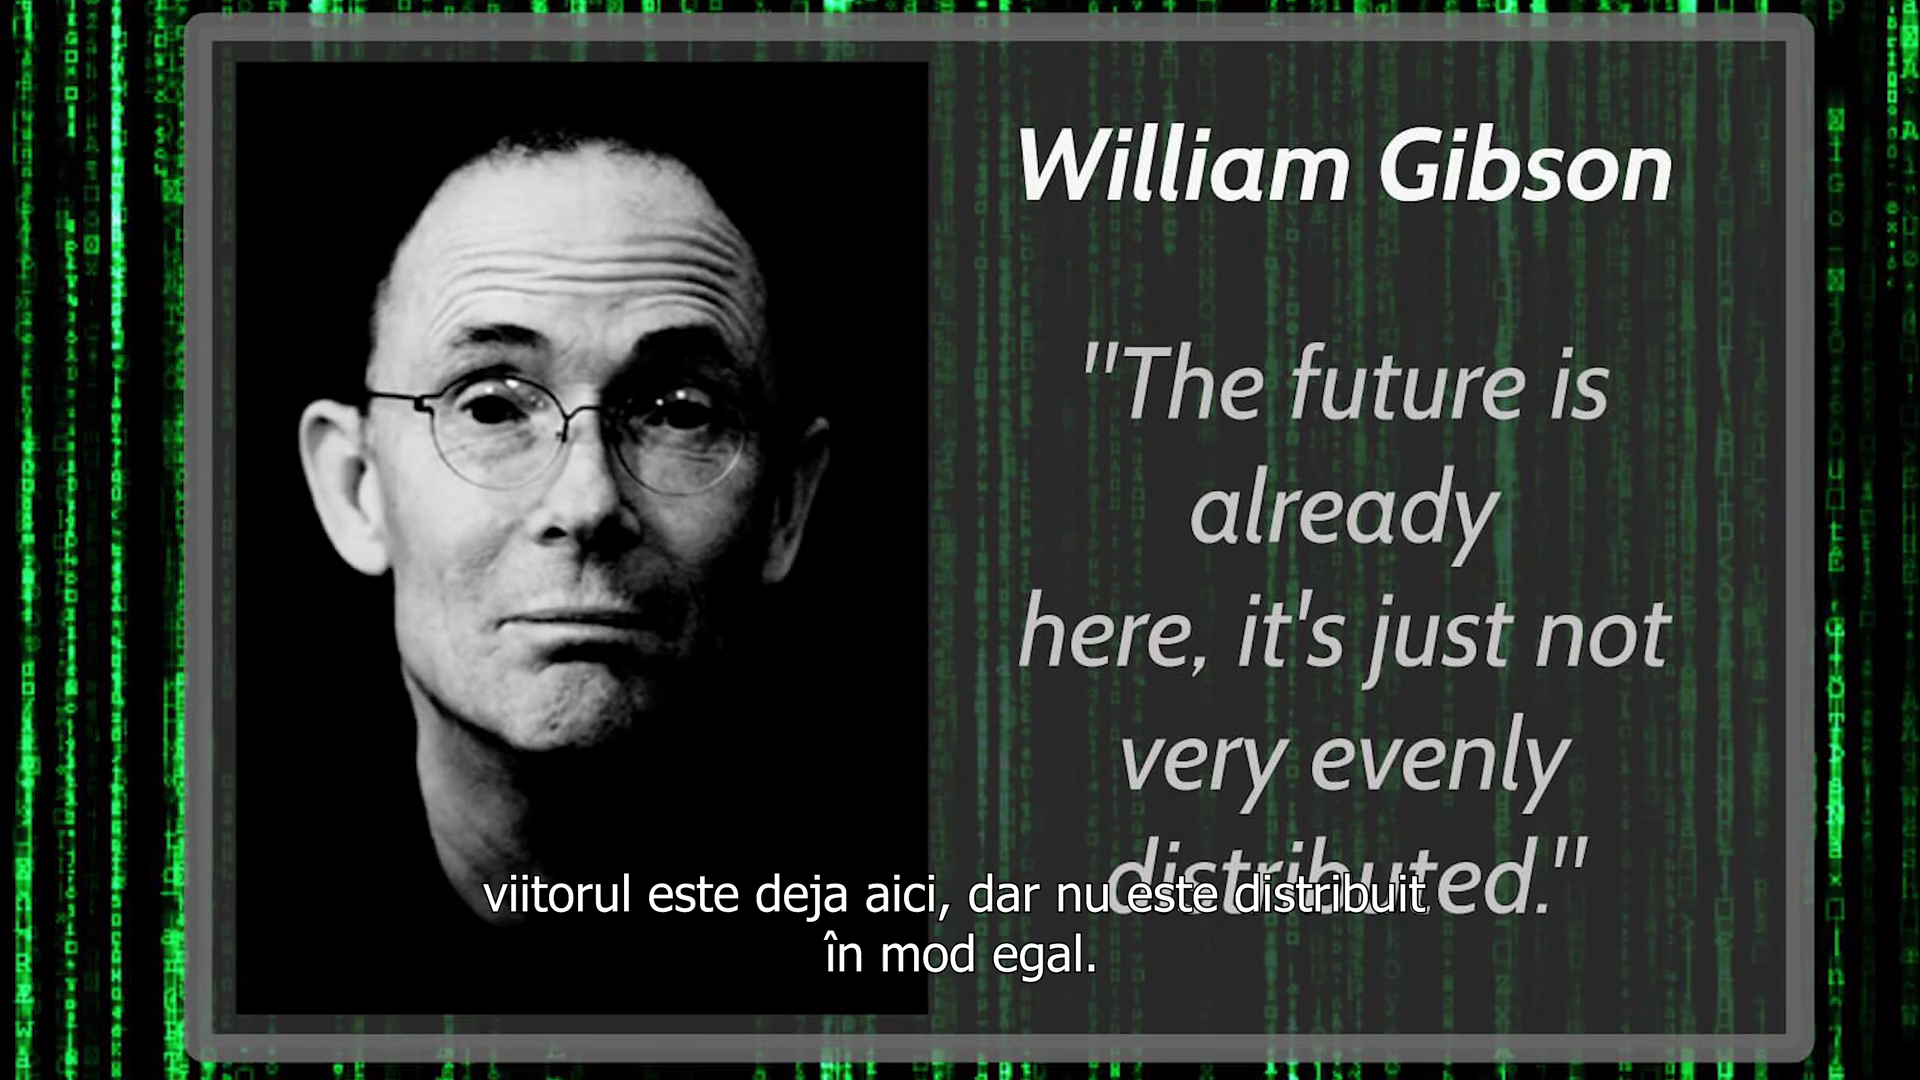 William Gibson
"The future is
already
here, it's just not
very evenly
distributed."
viitorul este deja aici, dar nu este distribuit
în mod egal.